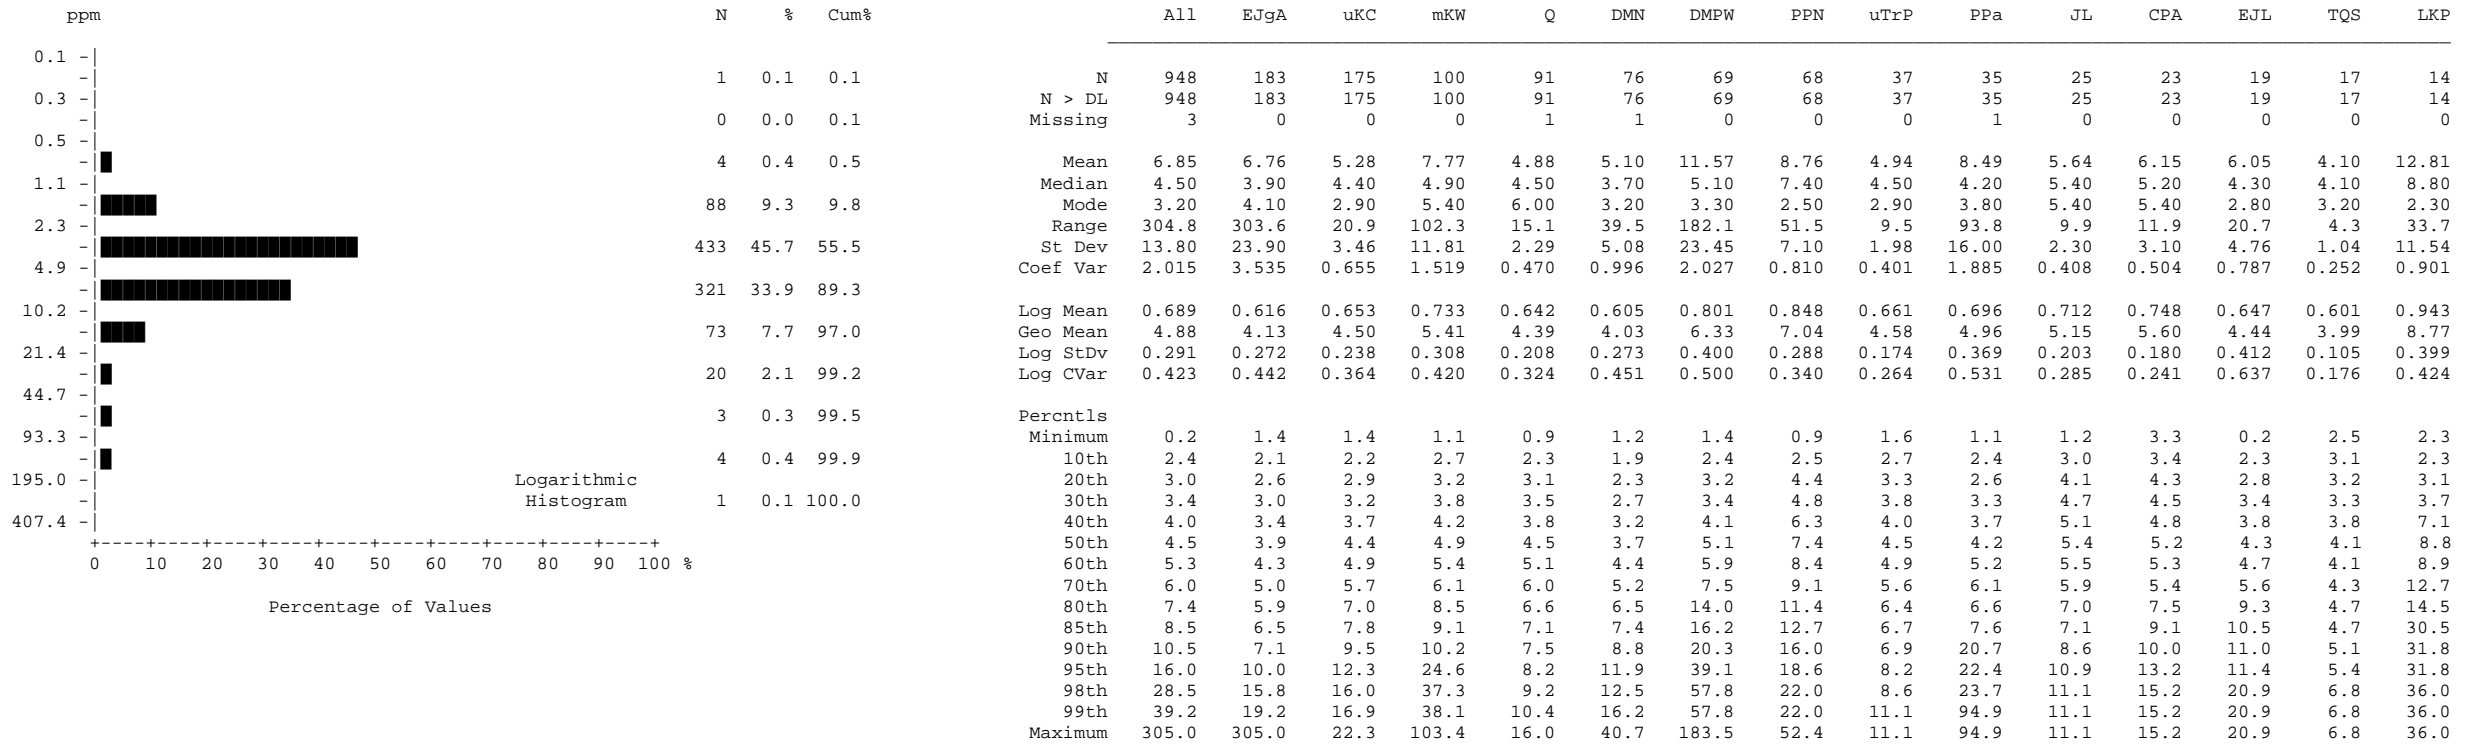 ppm N % Cum% All EJgA uKC mKW Q DMN DMPW PPN uTrP PPa JL CPA EJL TQS LKP
0.1
1 0.1 0.1 N 948 183 175 100 91 76 69 68 37 35 25 23 19 17 14
0.3 N > DL 948 183 175 100 91 76 69 68 37 35 25 23 19 17 14
0 0.0 0.1 Missing 3 0 0 0 1 1 0 0 0 1 0 0 0 0 0
0.5
4 0.4 0.5 Mean 6.85 6.76 5.28 7.77 4.88 5.10 11.57 8.76 4.94 8.49 5.64 6.15 6.05 4.10 12.81
1.1 Median 4.50 3.90 4.40 4.90 4.50 3.70 5.10 7.40 4.50 4.20 5.40 5.20 4.30 4.10 8.80
88 9.3 9.8 Mode 3.20 4.10 2.90 5.40 6.00 3.20 3.30 2.50 2.90 3.80 5.40 5.40 2.80 3.20 2.30
2.3 Range 304.8 303.6 20.9 102.3 15.1 39.5 182.1 51.5 9.5 93.8 9.9 11.9 20.7 4.3 33.7
433 45.7 55.5 St Dev 13.80 23.90 3.46 11.81 2.29 5.08 23.45 7.10 1.98 16.00 2.30 3.10 4.76 1.04 11.54
4.9 Coef Var 2.015 3.535 0.655 1.519 0.470 0.996 2.027 0.810 0.401 1.885 0.408 0.504 0.787 0.252 0.901
321 33.9 89.3
10.2 Log Mean 0.689 0.616 0.653 0.733 0.642 0.605 0.801 0.848 0.661 0.696 0.712 0.748 0.647 0.601 0.943
73 7.7 97.0 Geo Mean 4.88 4.13 4.50 5.41 4.39 4.03 6.33 7.04 4.58 4.96 5.15 5.60 4.44 3.99 8.77
21.4 Log StDv 0.291 0.272 0.238 0.308 0.208 0.273 0.400 0.288 0.174 0.369 0.203 0.180 0.412 0.105 0.399
20 2.1 99.2 Log CVar 0.423 0.442 0.364 0.420 0.324 0.451 0.500 0.340 0.264 0.531 0.285 0.241 0.637 0.176 0.424
44.7
3 0.3 99.5 Percntls
93.3 Minimum 0.2 1.4 1.4 1.1 0.9 1.2 1.4 0.9 1.6 1.1 1.2 3.3 0.2 2.5 2.3
4 0.4 99.9 10th 2.4 2.1 2.2 2.7 2.3 1.9 2.4 2.5 2.7 2.4 3.0 3.4 2.3 3.1 2.3
195.0 Logarithmic 20th 3.0 2.6 2.9 3.2 3.1 2.3 3.2 4.4 3.3 2.6 4.1 4.3 2.8 3.2 3.1
Histogram 1 0.1 100.0 30th 3.4 3.0 3.2 3.8 3.5 2.7 3.4 4.8 3.8 3.3 4.7 4.5 3.4 3.3 3.7
407.4 40th 4.0 3.4 3.7 4.2 3.8 3.2 4.1 6.3 4.0 3.7 5.1 4.8 3.8 3.8 7.1
50th 4.5 3.9 4.4 4.9 4.5 3.7 5.1 7.4 4.5 4.2 5.4 5.2 4.3 4.1 8.8
0 10 20 30 40 50 60 70 80 90 100 % 60th 5.3 4.3 4.9 5.4 5.1 4.4 5.9 8.4 4.9 5.2 5.5 5.3 4.7 4.1 8.9
70th 6.0 5.0 5.7 6.1 6.0 5.2 7.5 9.1 5.6 6.1 5.9 5.4 5.6 4.3 12.7
Percentage of Values 80th 7.4 5.9 7.0 8.5 6.6 6.5 14.0 11.4 6.4 6.6 7.0 7.5 9.3 4.7 14.5
85th 8.5 6.5 7.8 9.1 7.1 7.4 16.2 12.7 6.7 7.6 7.1 9.1 10.5 4.7 30.5
90th 10.5 7.1 9.5 10.2 7.5 8.8 20.3 16.0 6.9 20.7 8.6 10.0 11.0 5.1 31.8
95th 16.0 10.0 12.3 24.6 8.2 11.9 39.1 18.6 8.2 22.4 10.9 13.2 11.4 5.4 31.8
98th 28.5 15.8 16.0 37.3 9.2 12.5 57.8 22.0 8.6 23.7 11.1 15.2 20.9 6.8 36.0
99th 39.2 19.2 16.9 38.1 10.4 16.2 57.8 22.0 11.1 94.9 11.1 15.2 20.9 6.8 36.0
Maximum 305.0 305.0 22.3 103.4 16.0 40.7 183.5 52.4 11.1 94.9 11.1 15.2 20.9 6.8 36.0